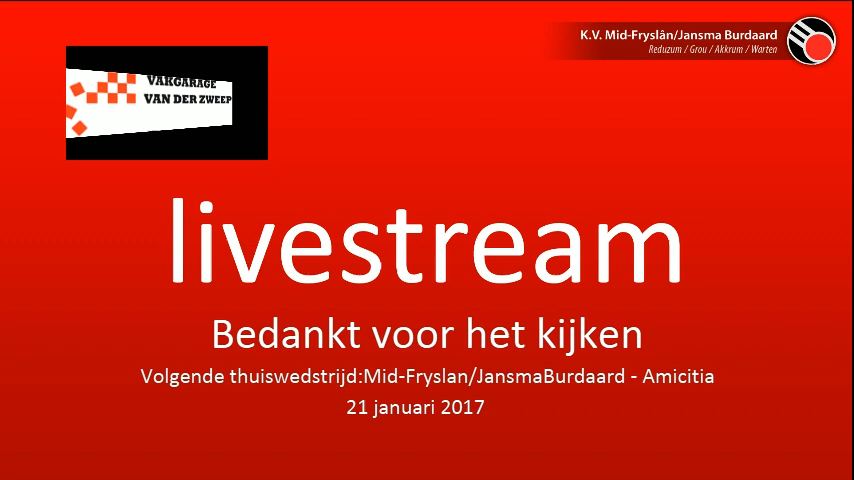 K.V. Mid-Fryslân/Jansma Burdaard
Reduzum / Grou / Akkrum / Warten
VAKGARAGE
VAN DER ZWEEP
livestream
Bedankt voor het kijken
Volgende thuiswedstrijd:Mid-Fryslan/JansmaBurdaard - Amicitia
21 januari 2017